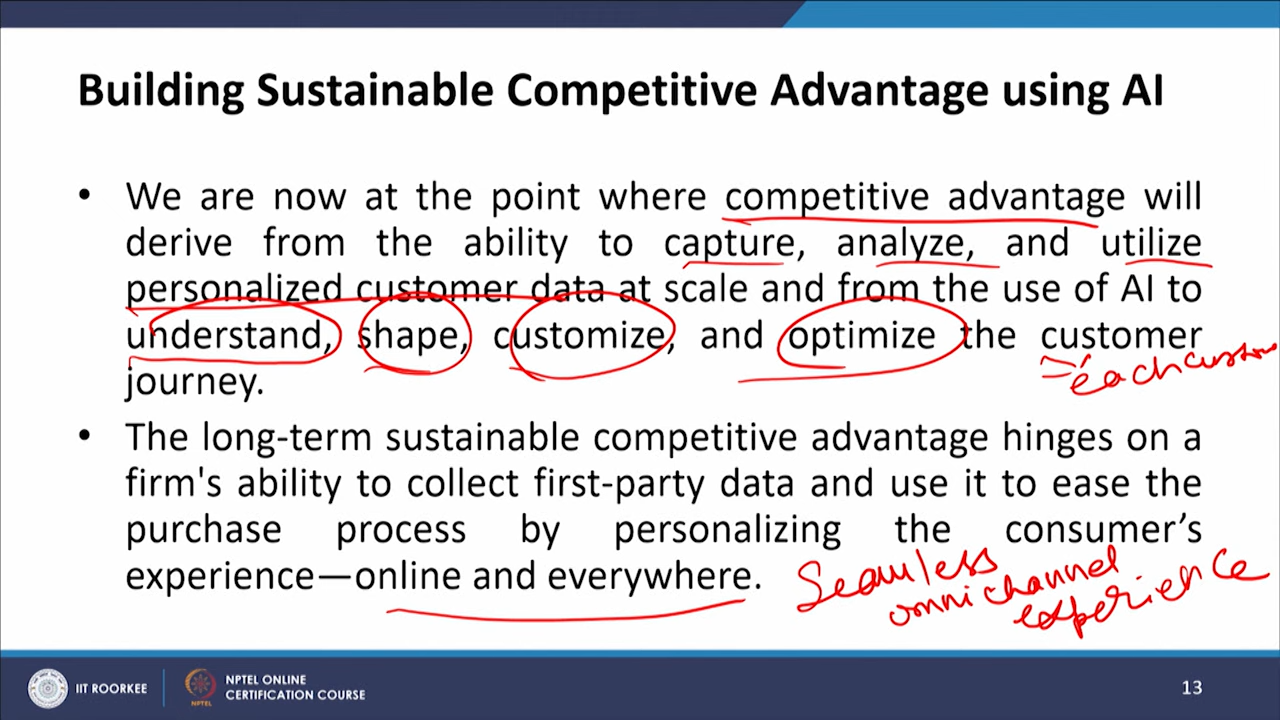 Building Sustainable Competitive Advantage using AI
• We are now at the point where competitive advantage will
derive from the ability to capture, analyze, and utilize
personalized customer data at scale and from the use of AI to
understand, shape, customize, and optimize the customer
each custom
journey.
• The long-term sustainable competitive advantage hinges on a
firm's ability to collect first-party data and use it to ease the
purchase process by personalizing the consumer’s
experience—online and everywhere.
Seamless
omnichannel
experience
IIT ROORKEE
NPTEL
NPTEL ONLINE
CERTIFICATION COURSE
13